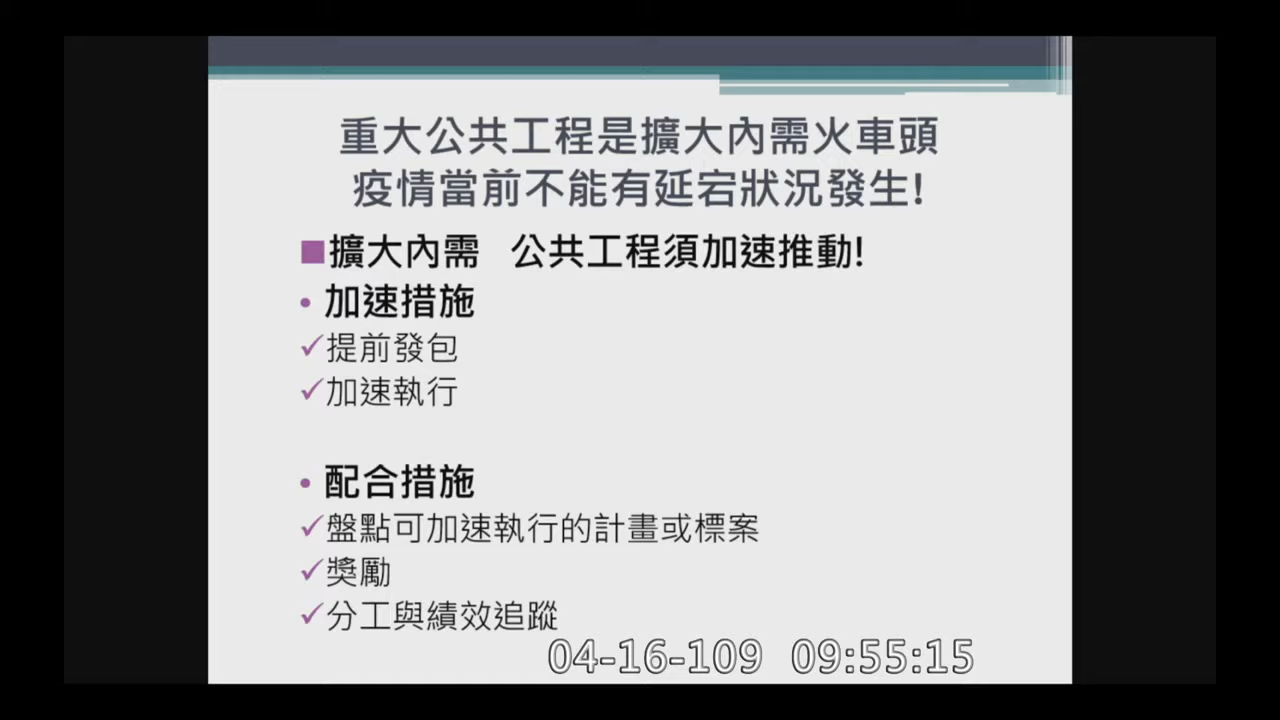 重大公共工程是擴大內需火車頭
疫情當前不能有延宕狀況發生!
■擴大內需 公共工程須加速推動!
• 加速措施
✓提前發包
✓加速執行
• 配合措施
✓盤點可加速執行的計畫或標案
✓獎勵
✓分工與績效追蹤
04-16-109 09:55:15